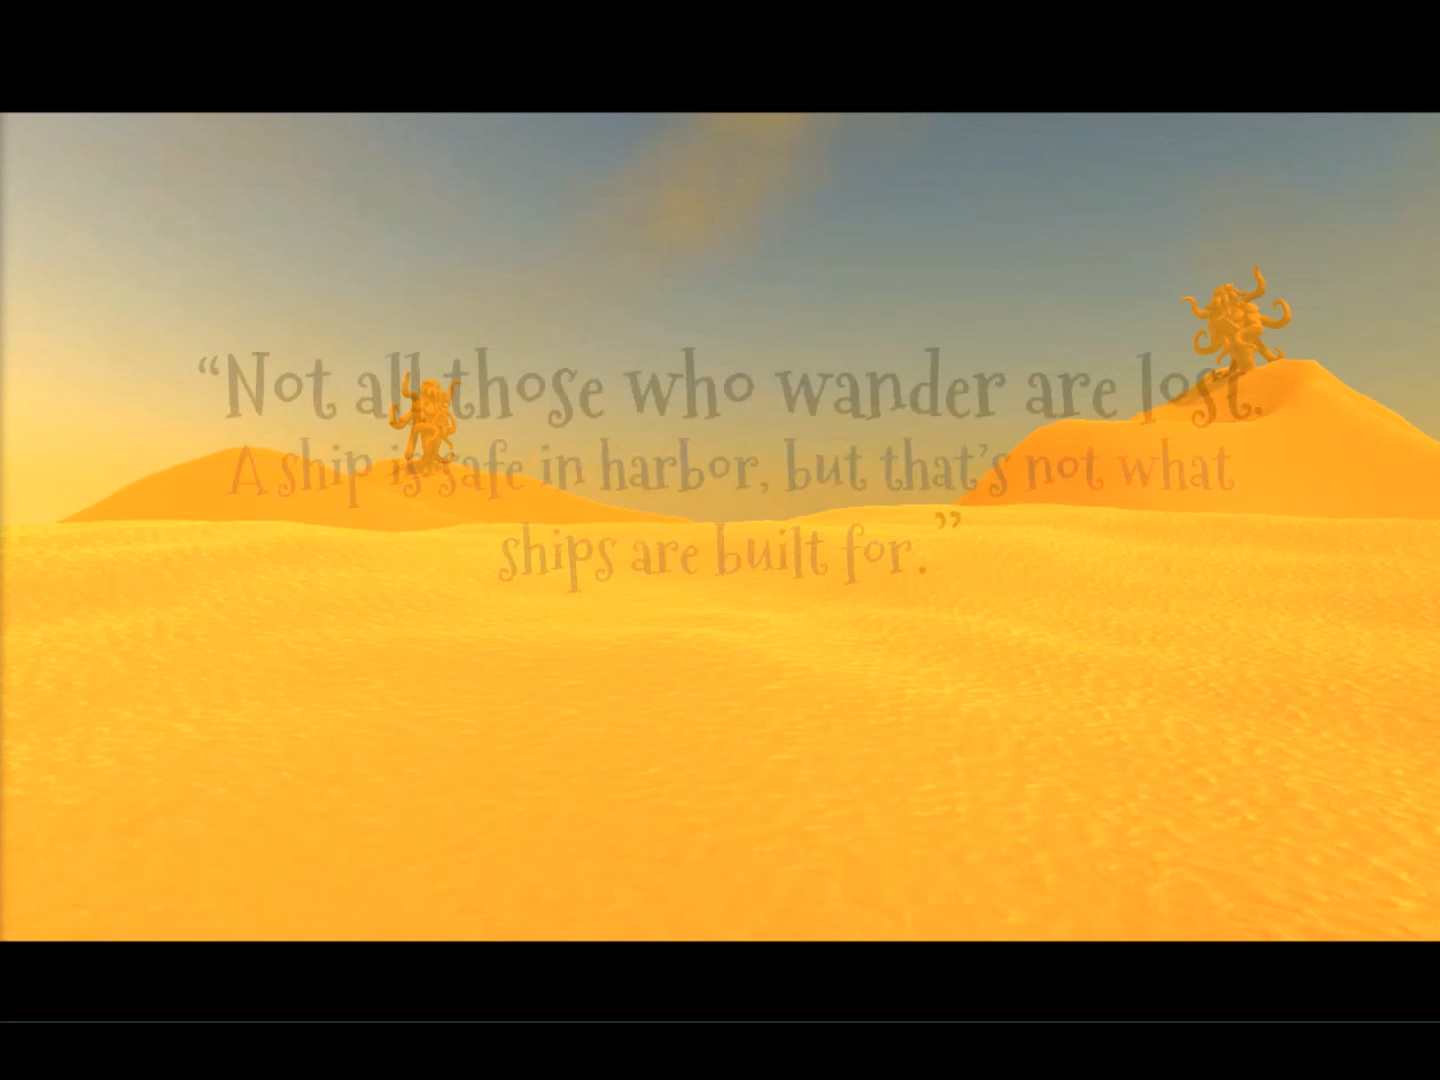 “Not all those who wander are lost.
A ship is safe in harbor, but that’s not what
ships are built for.”